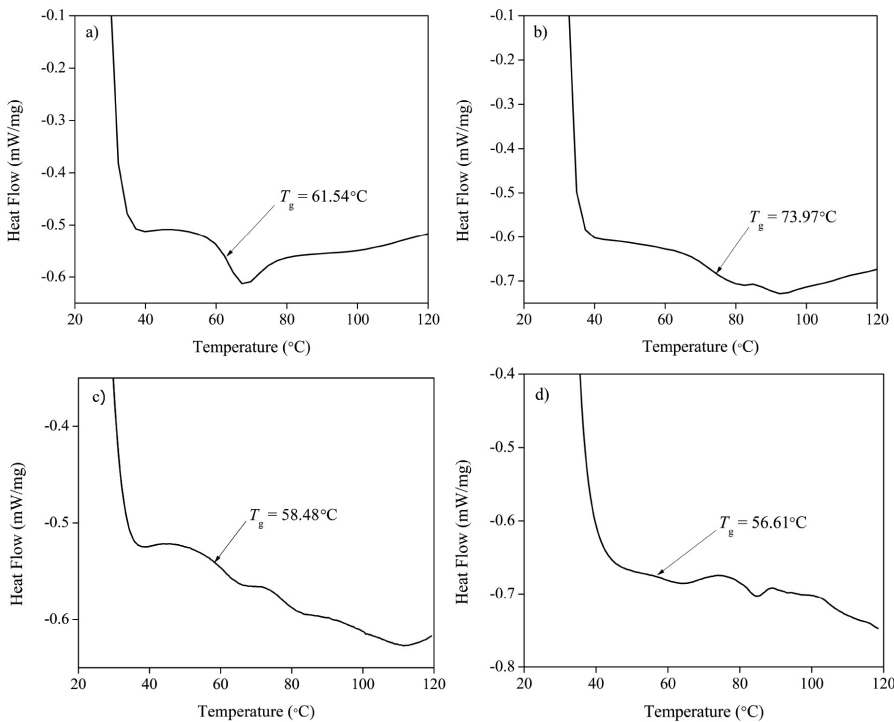 a)
-0.1
-0.2
-0.3
-0.4
-0.5
-0.6
Heat Flow (mW/mg)
Tg = 61.54°C
20 40 60 80 100 120
Temperature (°C)
b)
-0.1
-0.2
-0.3
-0.4
-0.5
-0.6
-0.7
Heat Flow (mW/mg)
Tg = 73.97°C
20 40 60 80 100 120
Temperature (°C)
c)
-0.4
-0.5
-0.6
Heat Flow (mW/mg)
Tg = 58.48°C
20 40 60 80 100 120
Temperature (°C)
d)
-0.4
-0.5
-0.6
-0.7
-0.8
Heat Flow (mW/mg)
Tg = 56.61°C
20 40 60 80 100 120
Temperature (°C)